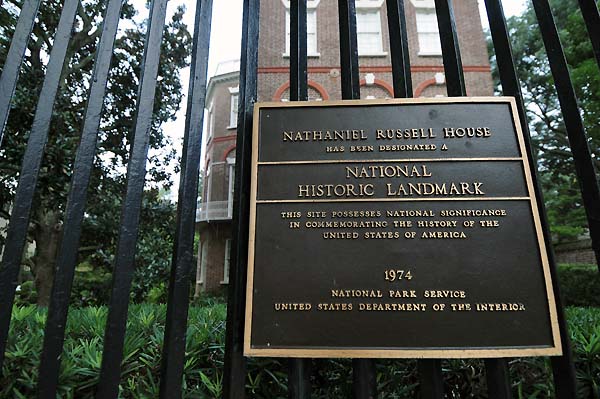 NATHANIEL RUSSELL HOUSE
HAS BEEN DESIGNATED A
NATIONAL
HISTORIC LANDMARK
THIS SITE POSSESSES NATIONAL SIGNIFICANCE
IN COMMEMORATING THE HISTORY OF THE
UNITED STATES OF AMERICA
1974
NATIONAL PARK SERVICE
UNITED STATES DEPARTMENT OF THE INTERIOR